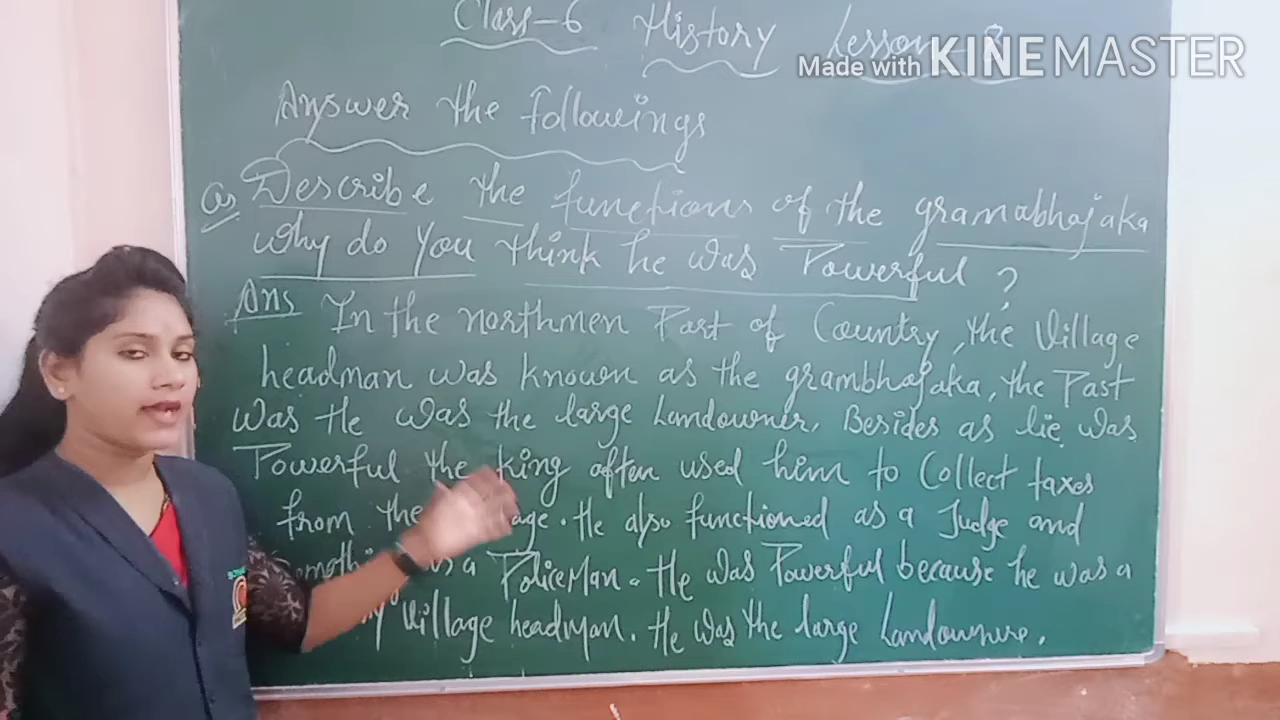 Class-6 History Lesson
Made with KINEMASTER
Answer the followings
Describe the functions of the gramabhojaka
why do you think he was Powerful ?
Ans In the northmen Part of Country, the Village
headman was known as the grambhojaka, the Past
was He was the large Landowner. Besides as he was
Powerful the king often used him to Collect taxes
from the . He also functioned as a Judge and
as a PoliceMan. He was Powerful because he was a
Village headman. He was the large Landownre.